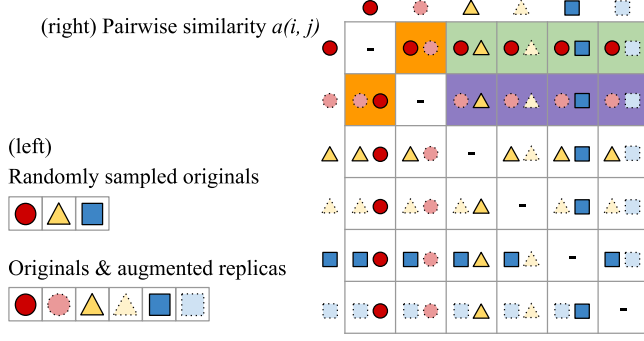 (right) Pairwise similarity a(i, j)
(left)
Randomly sampled originals
Originals & augmented replicas